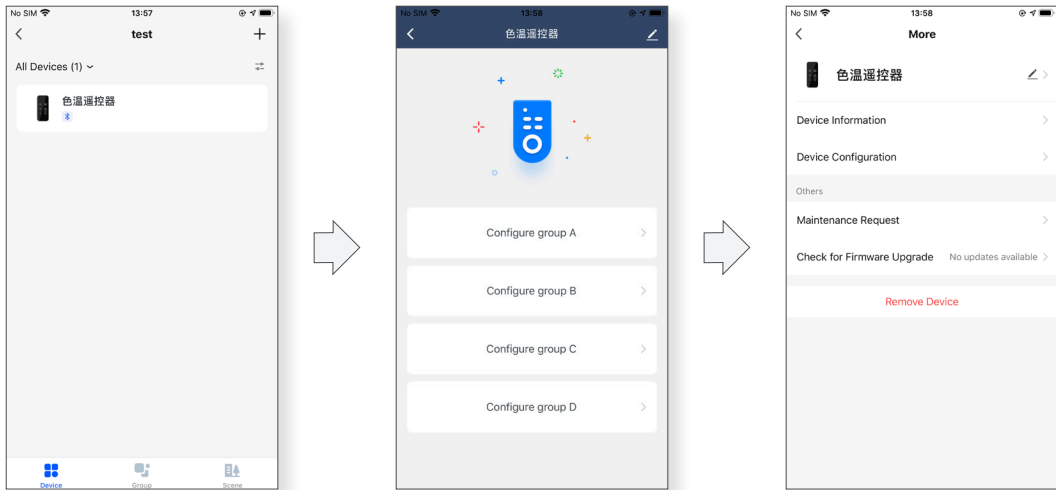 No SIM 13:57
test
All Devices (1)
色温遥控器
Device Group Scene
No SIM 13:58
色温遥控器
Configure group A
Configure group B
Configure group C
Configure group D
No SIM 13:58
More
色温遥控器
Device Information
Device Configuration
Others
Maintenance Request
Check for Firmware Upgrade No updates available
Remove Device